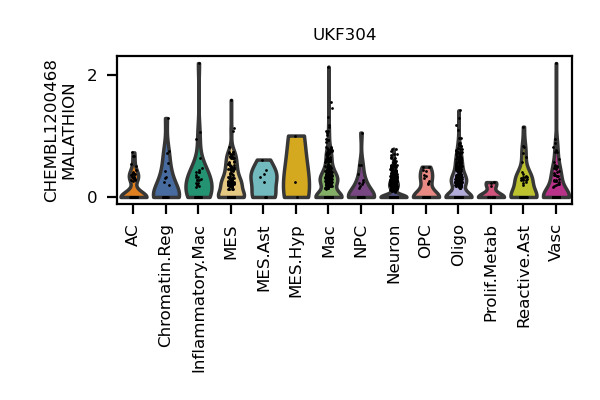 UKF304
CHEMBL1200468
MALATHION
2
0
AC
Chromatin.Reg
Inflammatory.Mac
MES
MES.Ast
MES.Hyp
Mac
NPC
Neuron
OPC
Oligo
Prolif.Metab
Reactive.Ast
Vasc